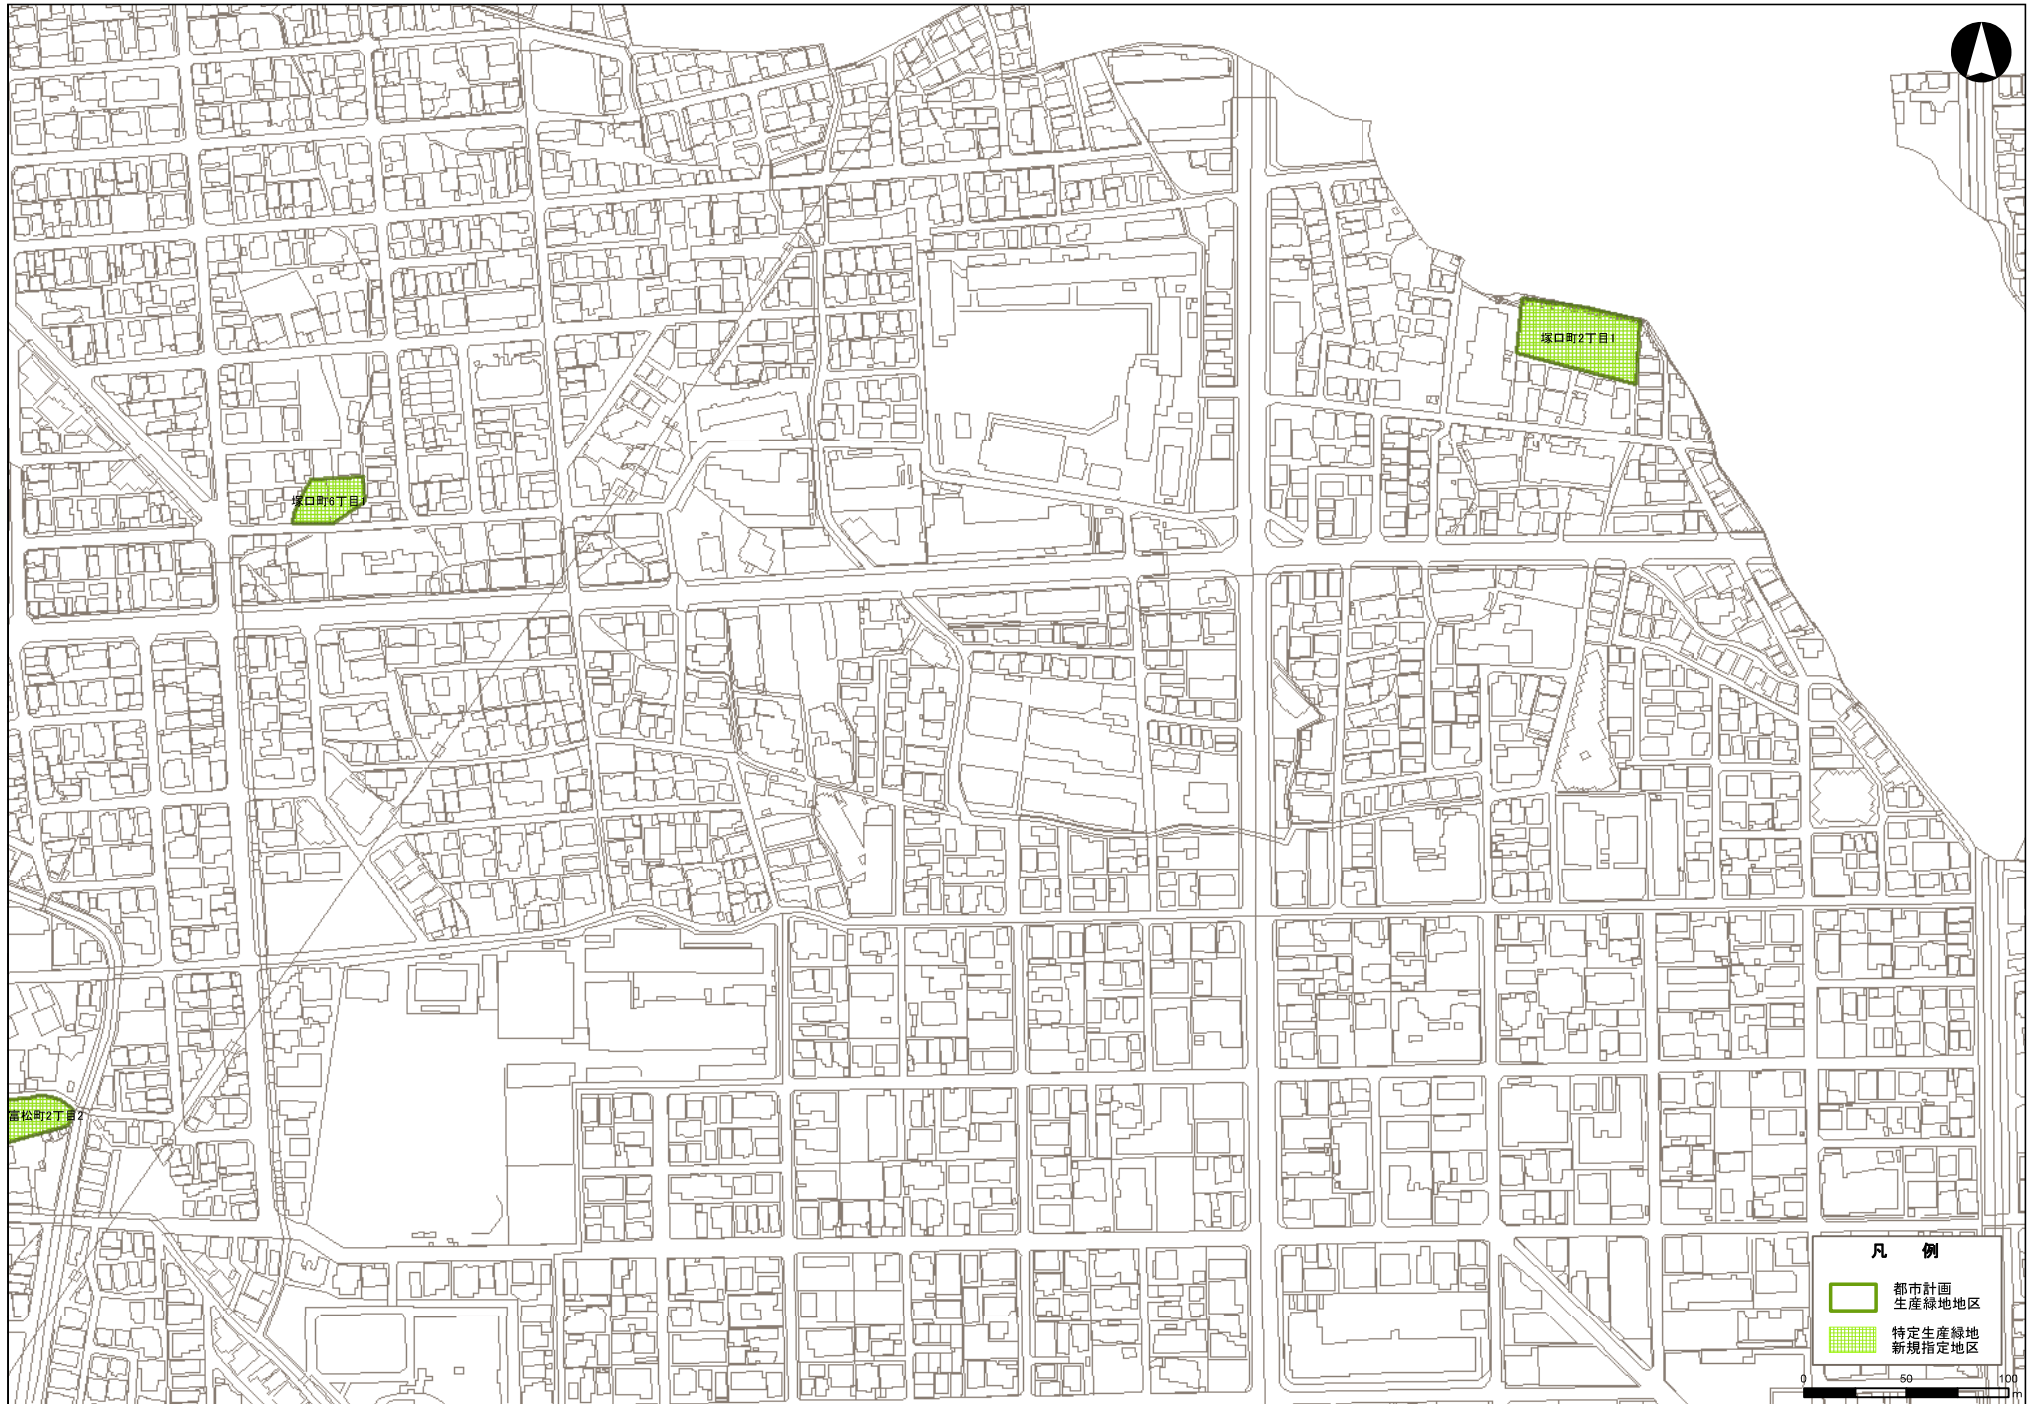 塚口町2丁目1
塚口町6丁目1
富松町2丁目2
凡 例
都市計画
生産緑地地区
特定生産緑地
新規指定地区
0 50 100
m